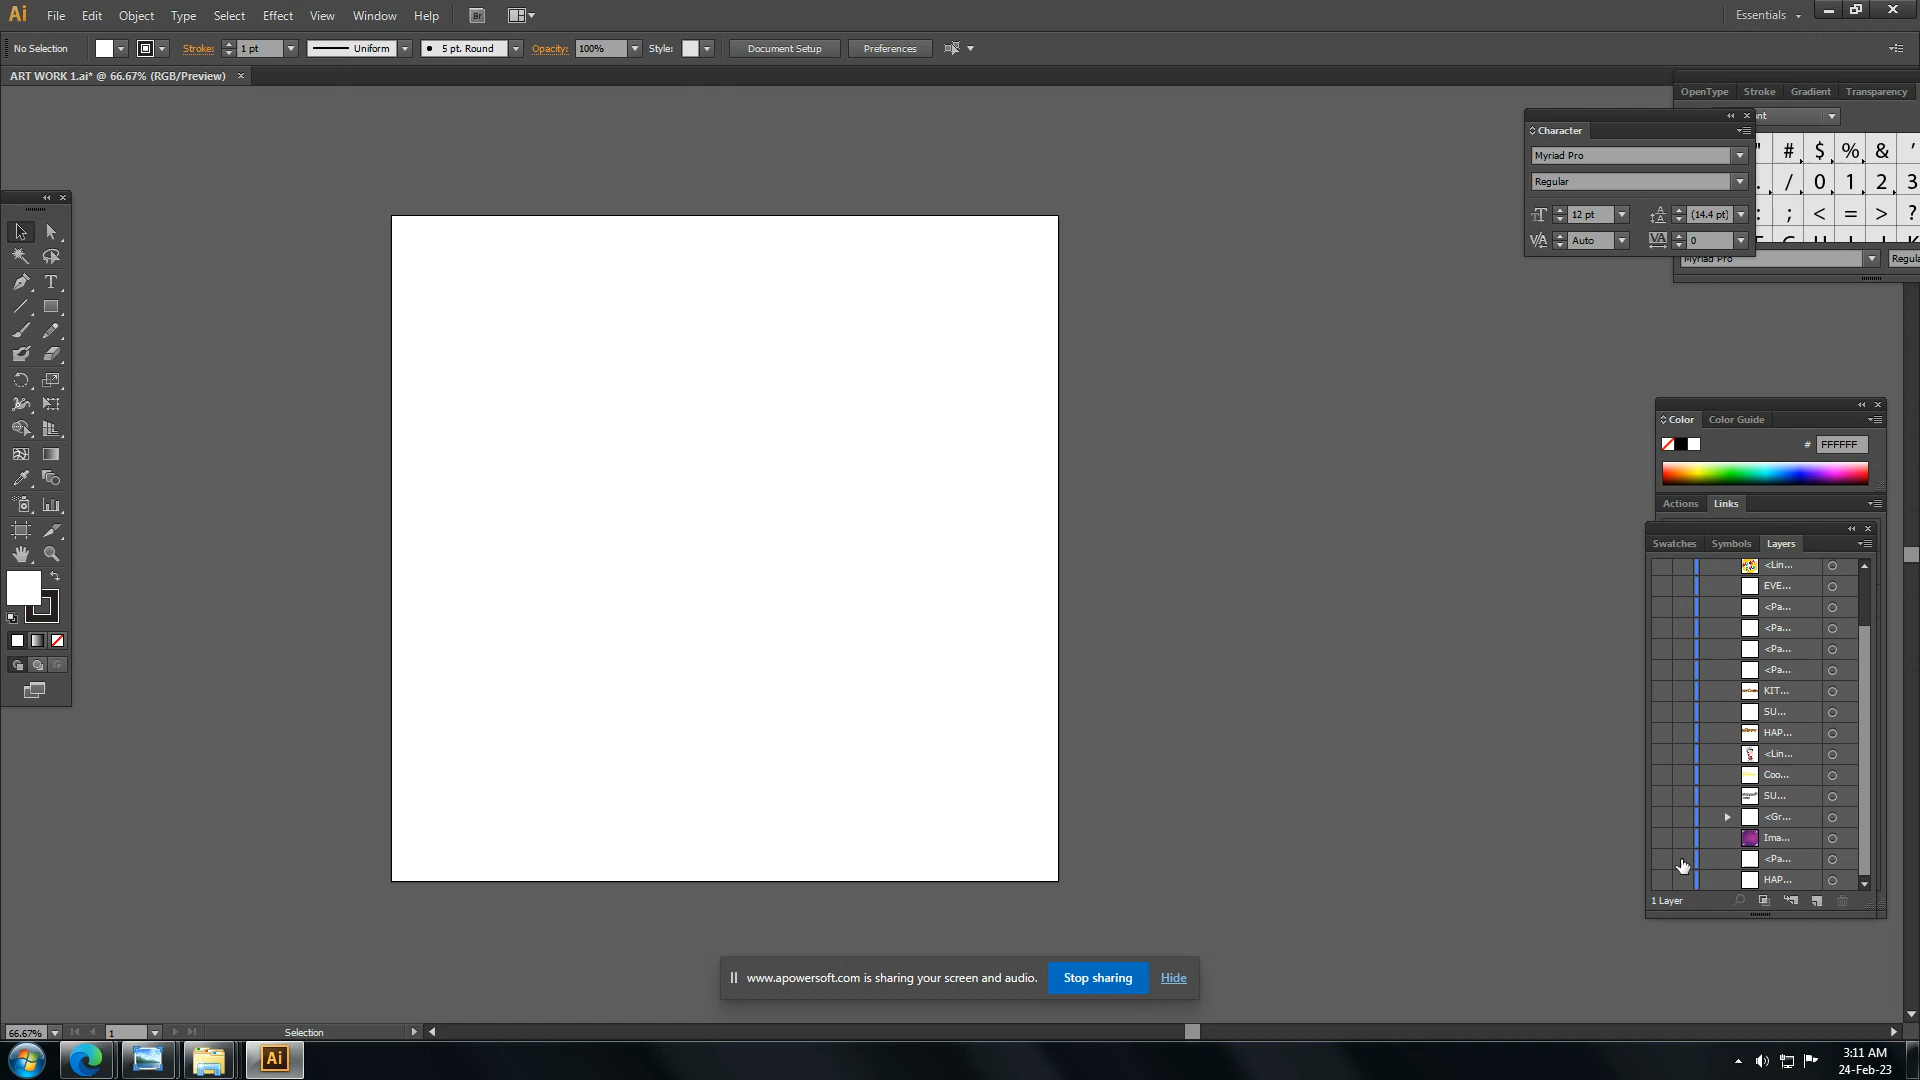 Ai File Edit Object Type Select Effect View Window Help Br Essentials
No Selection Stroke: 1 pt Uniform 5 pt. Round Opacity: 100% Style: Document Setup Preferences
ART WORK 1.ai* @ 66.67% (RGB/Preview)
OpenType Stroke Gradient Transparency
Character
Myriad Pro
Regular
12 pt (14.4 pt)
Auto 0
# $ % & '
. / 0 1 2 3
: ; < = > ?
Myriad Pro Regula
Color Color Guide
# FFFFFF
Actions Links
Swatches Symbols Layers
<Lin...
EVE...
<Pa...
<Pa...
<Pa...
<Pa...
KIT...
SU...
HAP...
<Lin...
Coo...
SU...
<Gr...
Ima...
<Pa...
HAP...
1 Layer
www.apowersoft.com is sharing your screen and audio. Stop sharing Hide
66.67% 1 Selection
Ai
3:11 AM
24-Feb-23